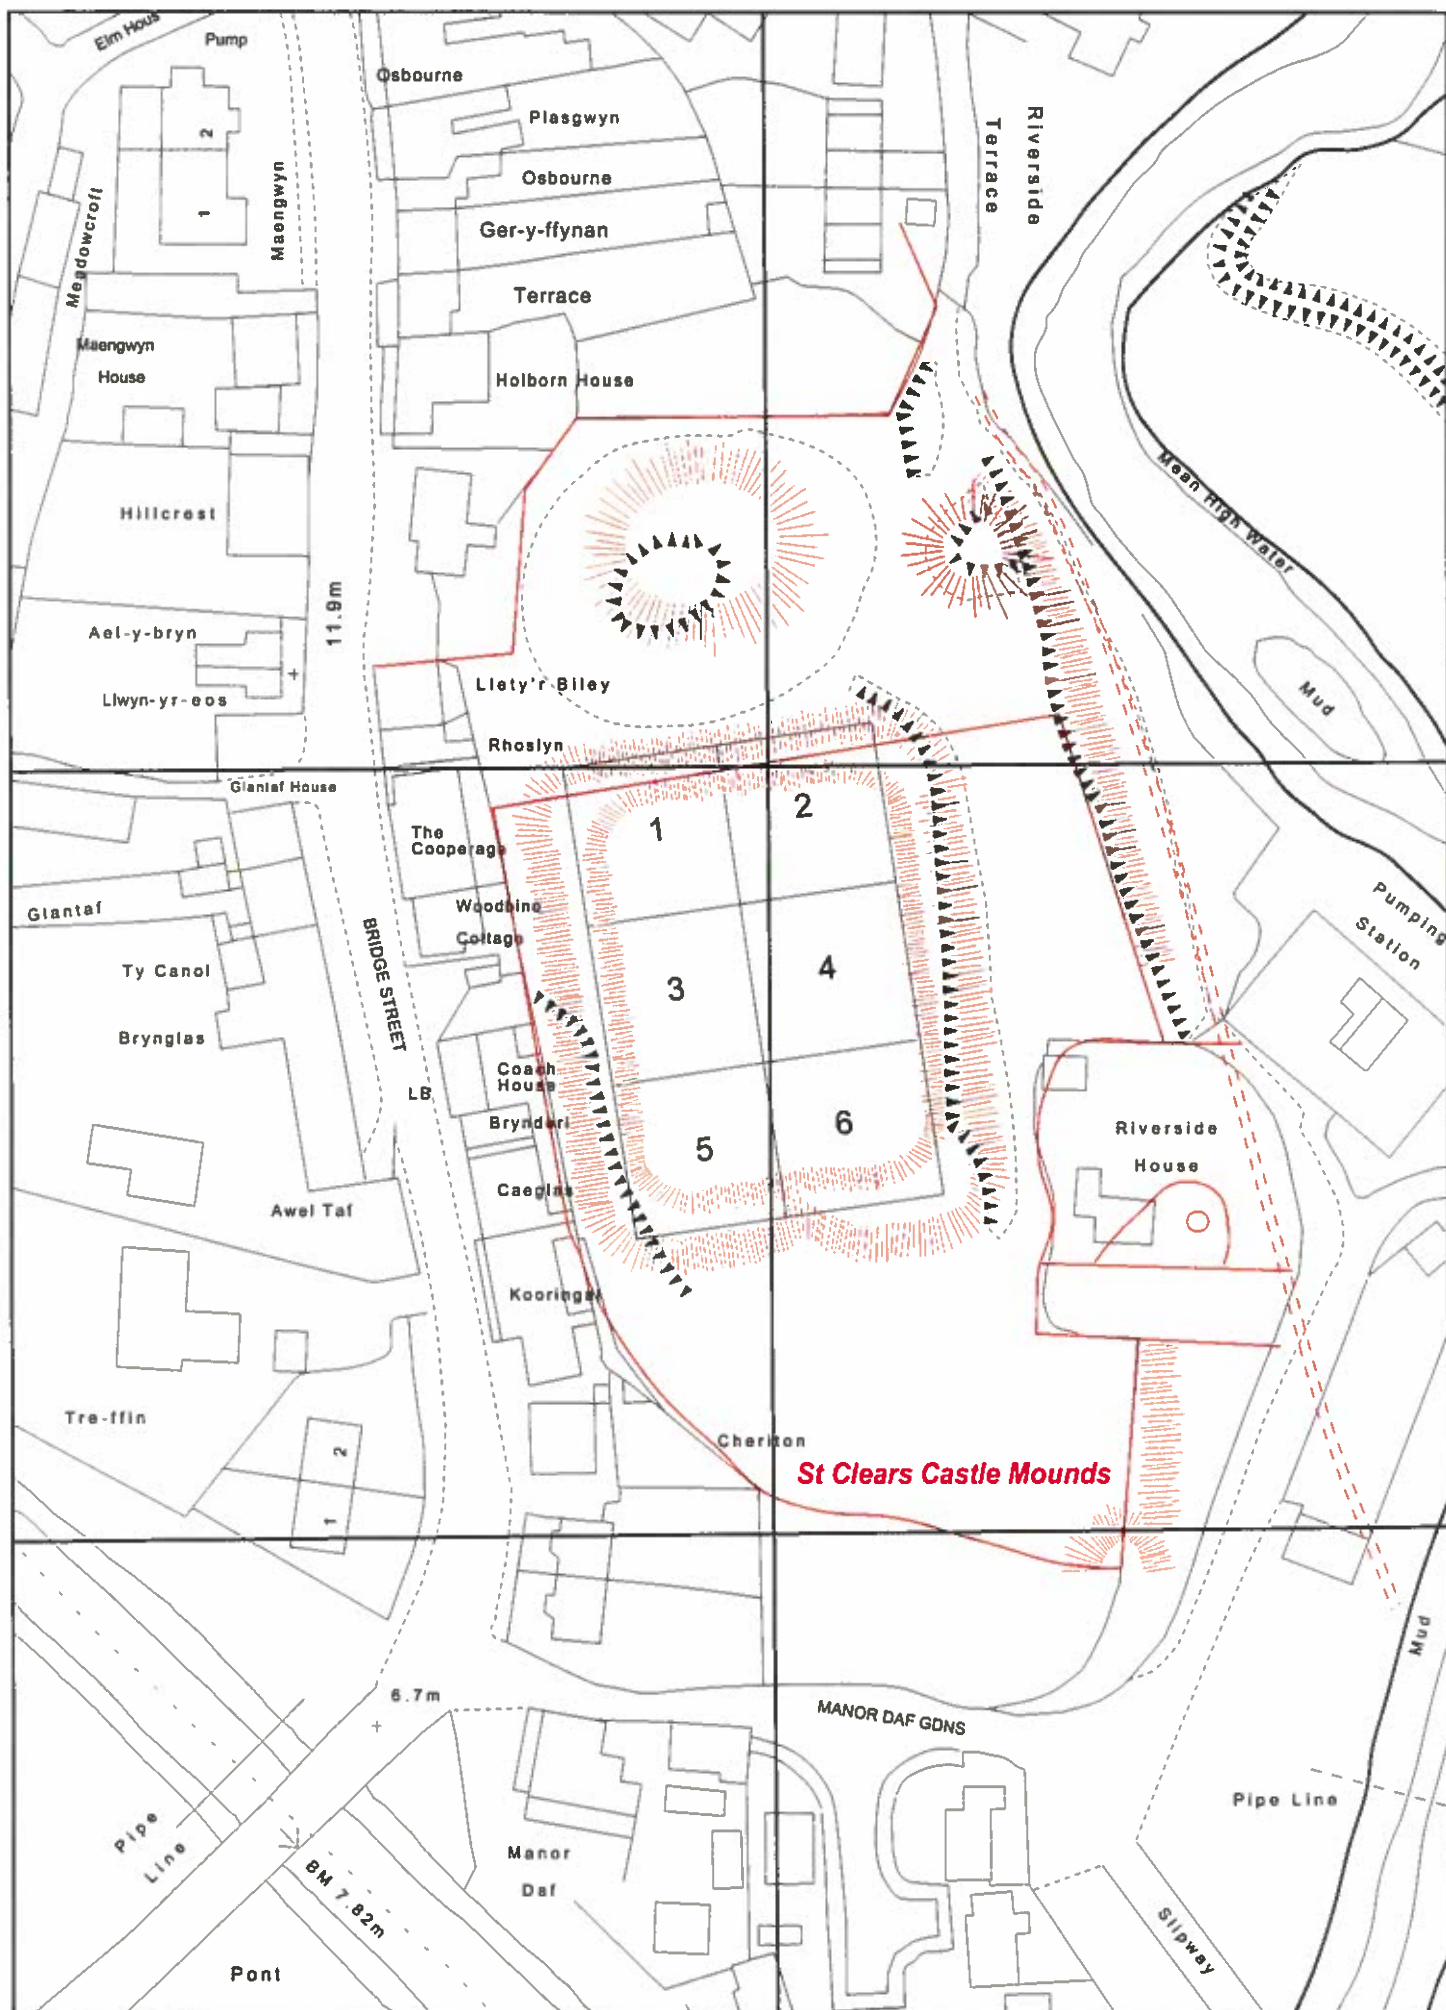 Elm Hous
Pump
Osbourne
Plasgwyn
Osbourne
Ger-y-ffynan
Terrace
Holborn House
Riverside
Terrace
2
1
Maengwyn
Meadowcroft
Maengwyn
House
Hillcrest
11.9m
Ael-y-bryn
Llwyn-yr-eos
Mean High Water
Mud
Lletty'r Biley
Rhoslyn
Glantaf House
The
Cooperage
Woodbine
Cottage
Glantaf
Ty Canol
Brynglas
BRIDGE STREET
LB
Coach
House
Brynderi
Caeglas
Awel Taf
Kooringal
1
2
3
4
5
6
Pumping
Station
Riverside
House
Tre-ffin
2
1
Cheriton
St Clears Castle Mounds
Mud
6.7m
MANOR DAF GDNS
Pipe
Line
BM 7.82m
Pont
Manor
Daf
Pipe Line
Slipway